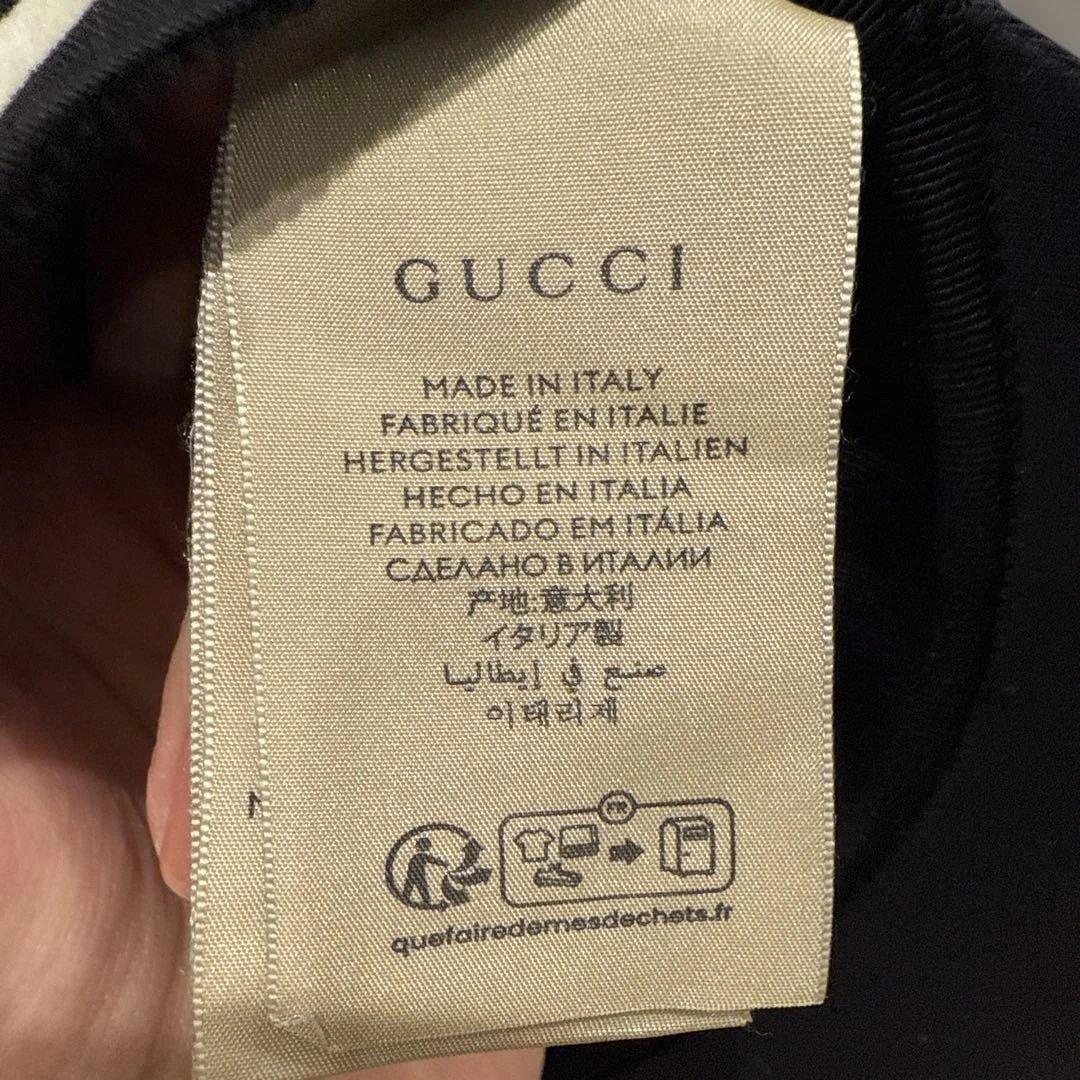 GUCCI
MADE IN ITALY
FABRIQUÉ EN ITALIE
HERGESTELLT IN ITALIEN
HECHO EN ITALIA
FABRICADO EM ITÁLIA
СДЕЛАНО В ИТАЛИИ
产地:意大利
イタリア製
صنع في إيطاليا
이태리제
FR
quefairedemesdechets.fr